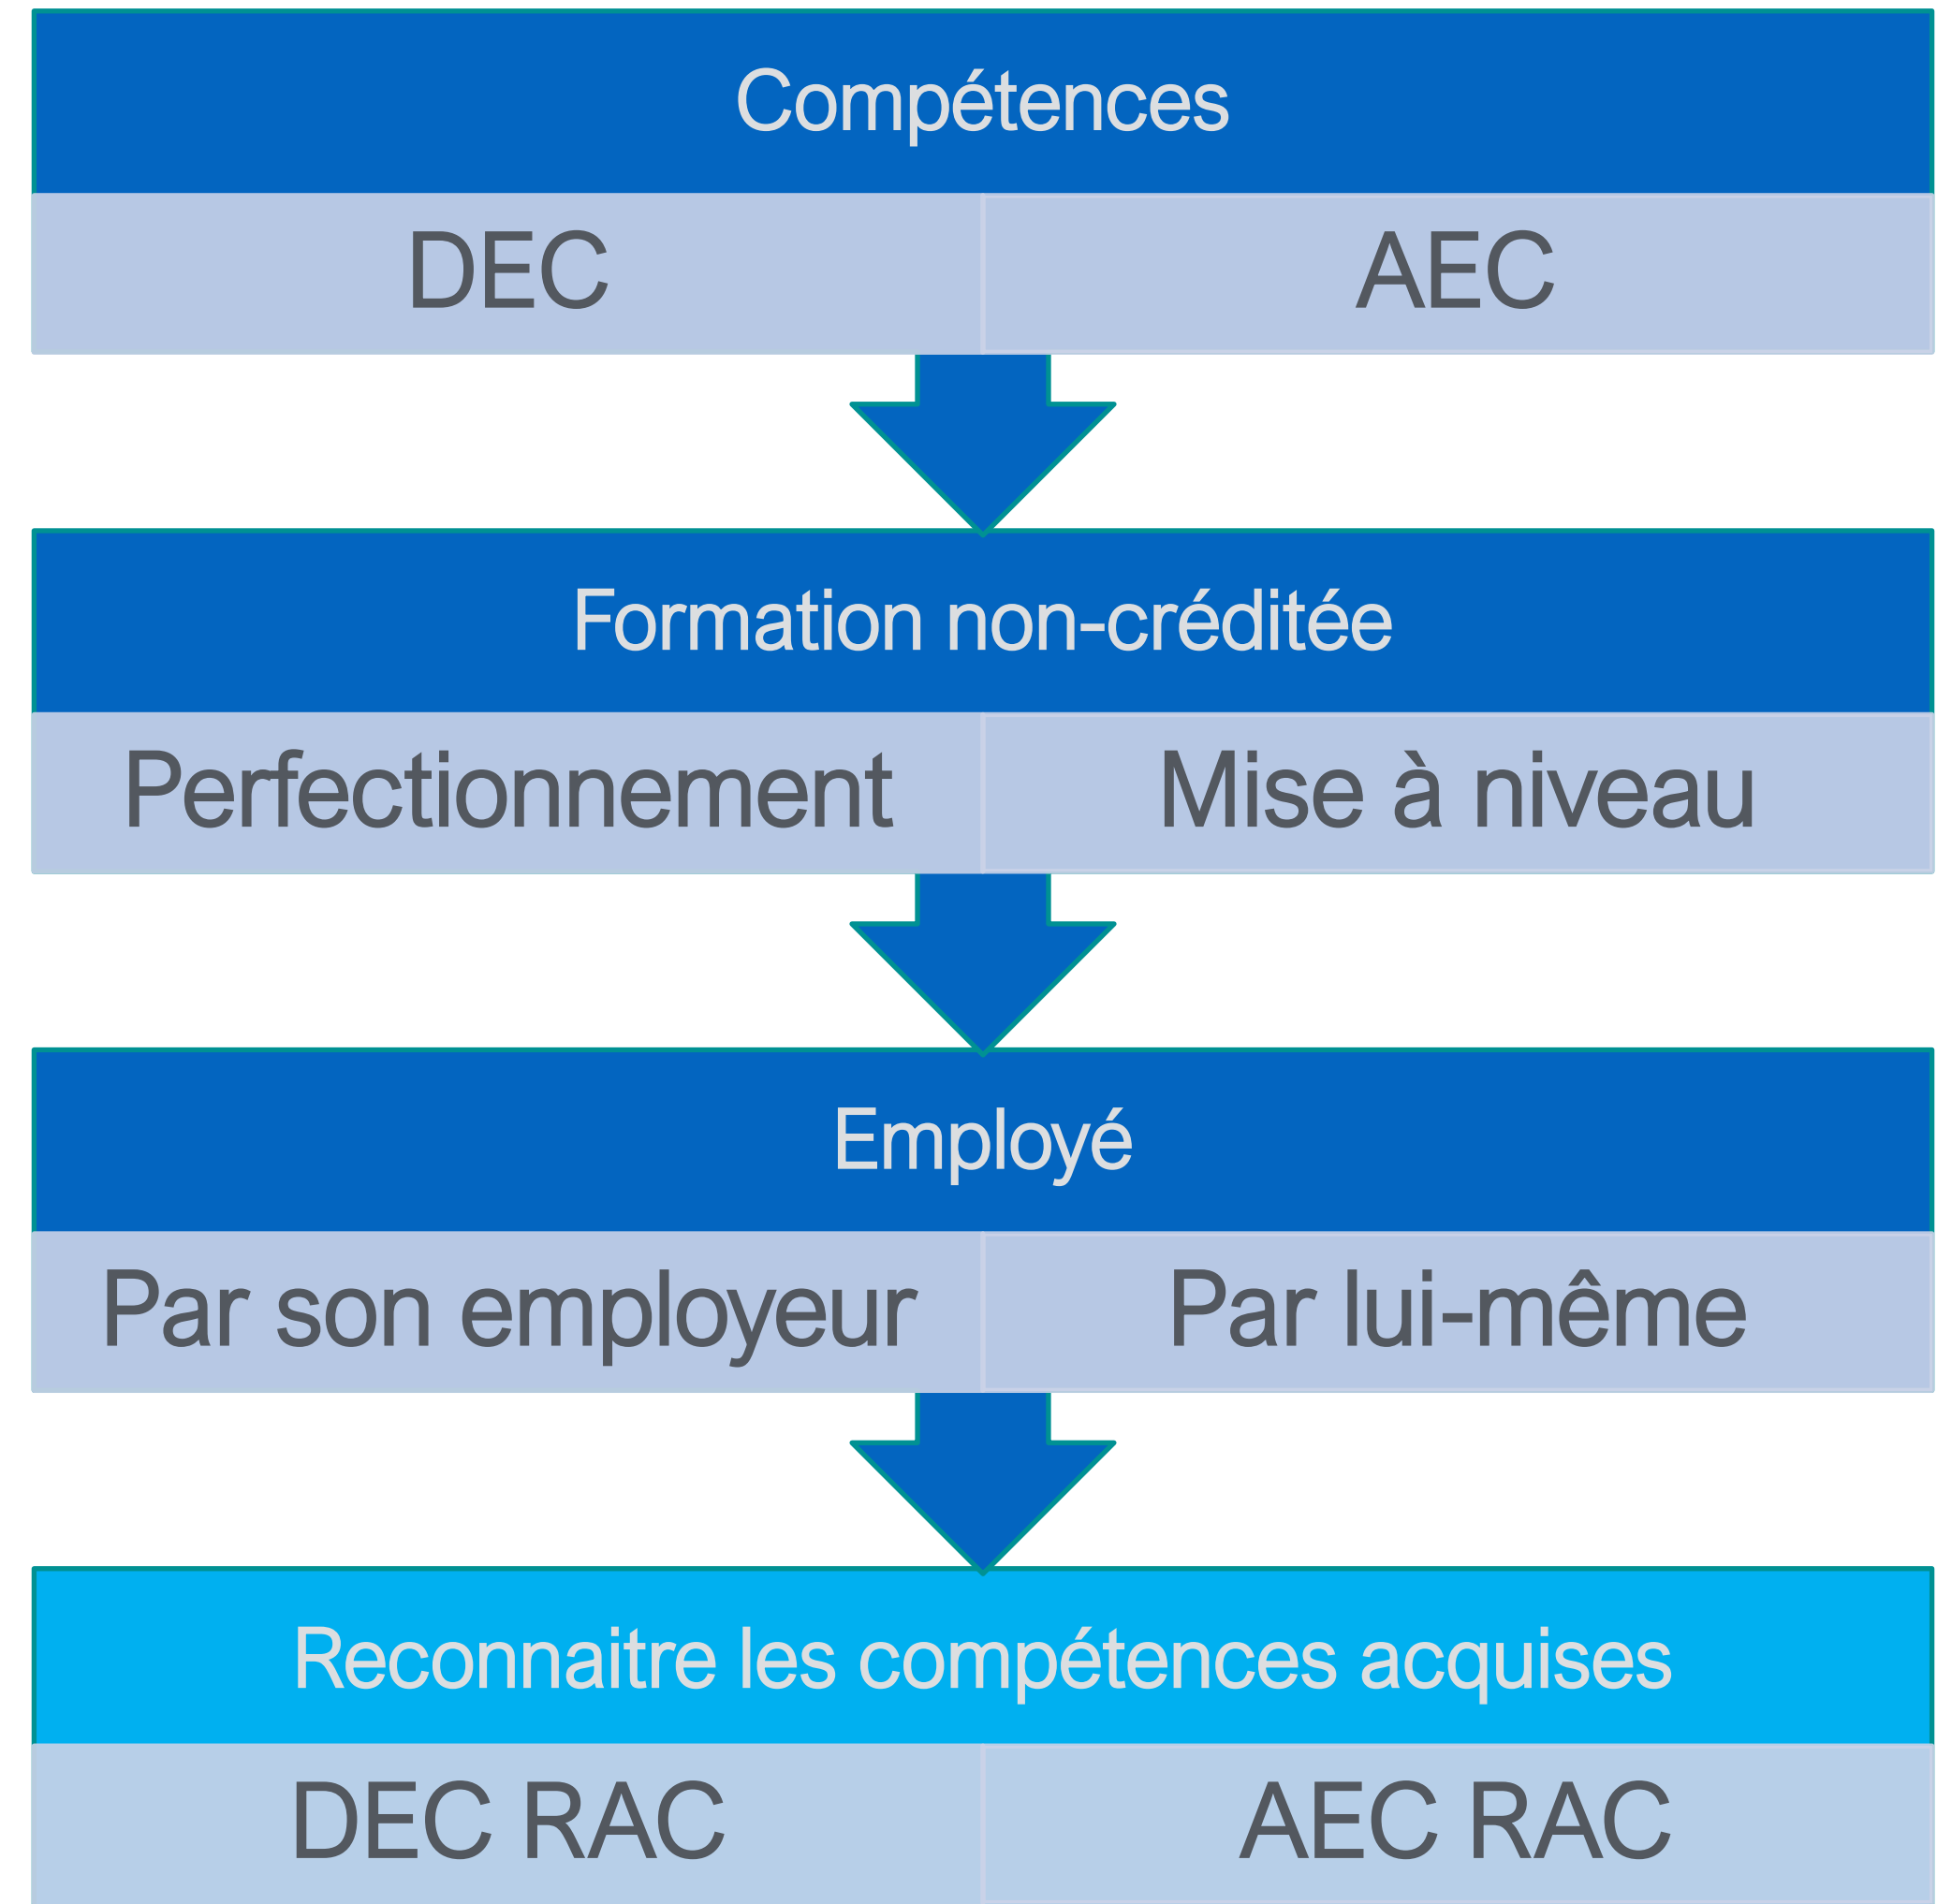 Compétences
DEC AEC
Formation non-créditée
Perfectionnement Mise à niveau
Employé
Par son employeur Par lui-même
Reconnaitre les compétences acquises
DEC RAC AEC RAC